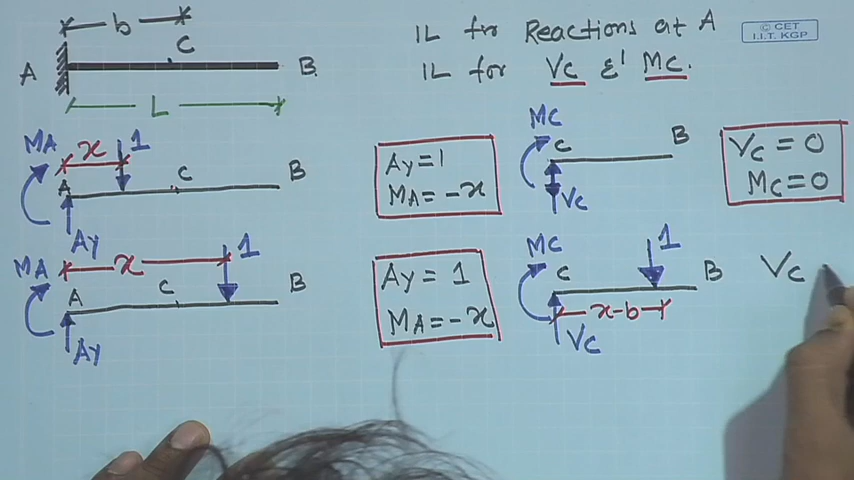 IL for Reactions at A
IL for VC & MC.
© CET
I.I.T. KGP
b
C
A
B
L
MA
x
1
A
C
B
Ay
Ay = 1
MA = -x
MC
C
B
VC
VC = 0
MC = 0
MA
x
1
A
C
B
Ay
Ay = 1
MA = -x
MC
C
1
B
x-b
VC
VC